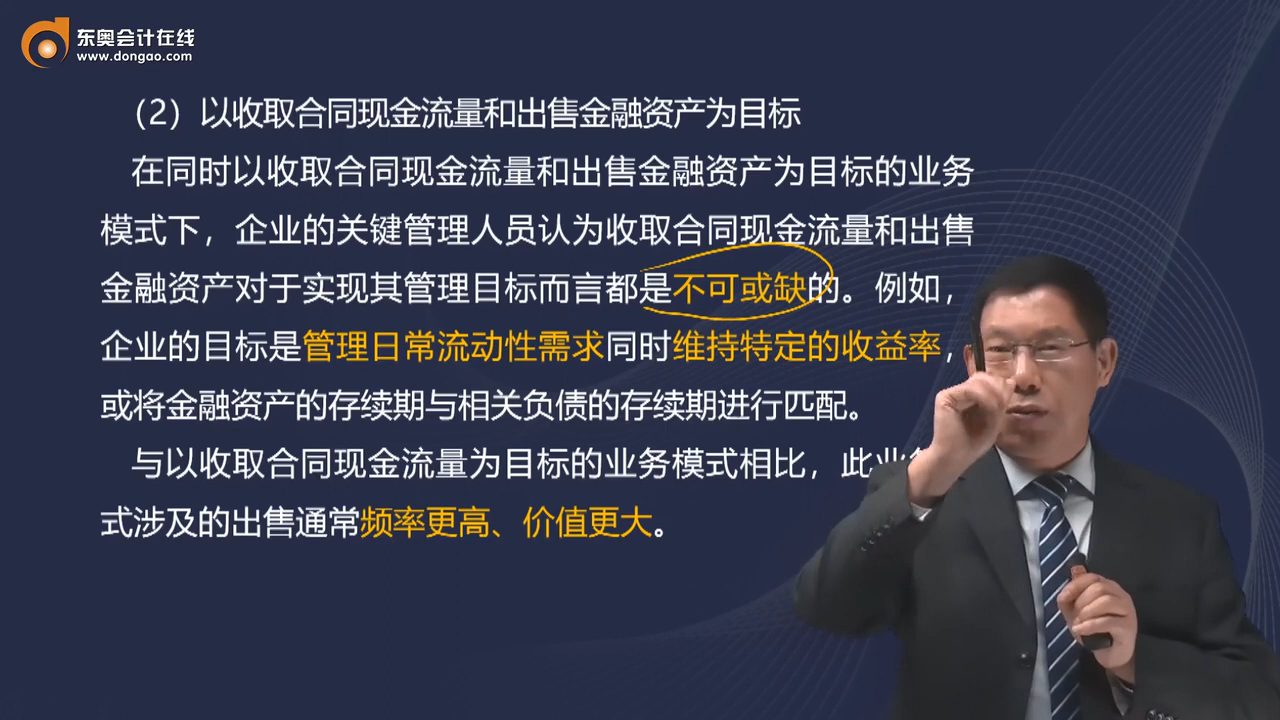 东奥会计在线
www.dongao.com
（2）以收取合同现金流量和出售金融资产为目标
在同时以收取合同现金流量和出售金融资产为目标的业务
模式下，企业的关键管理人员认为收取合同现金流量和出售
金融资产对于实现其管理目标而言都是不可或缺的。例如，
企业的目标是管理日常流动性需求同时维持特定的收益率，
或将金融资产的存续期与相关负债的存续期进行匹配。
与以收取合同现金流量为目标的业务模式相比，此业
式涉及的出售通常频率更高、价值更大。